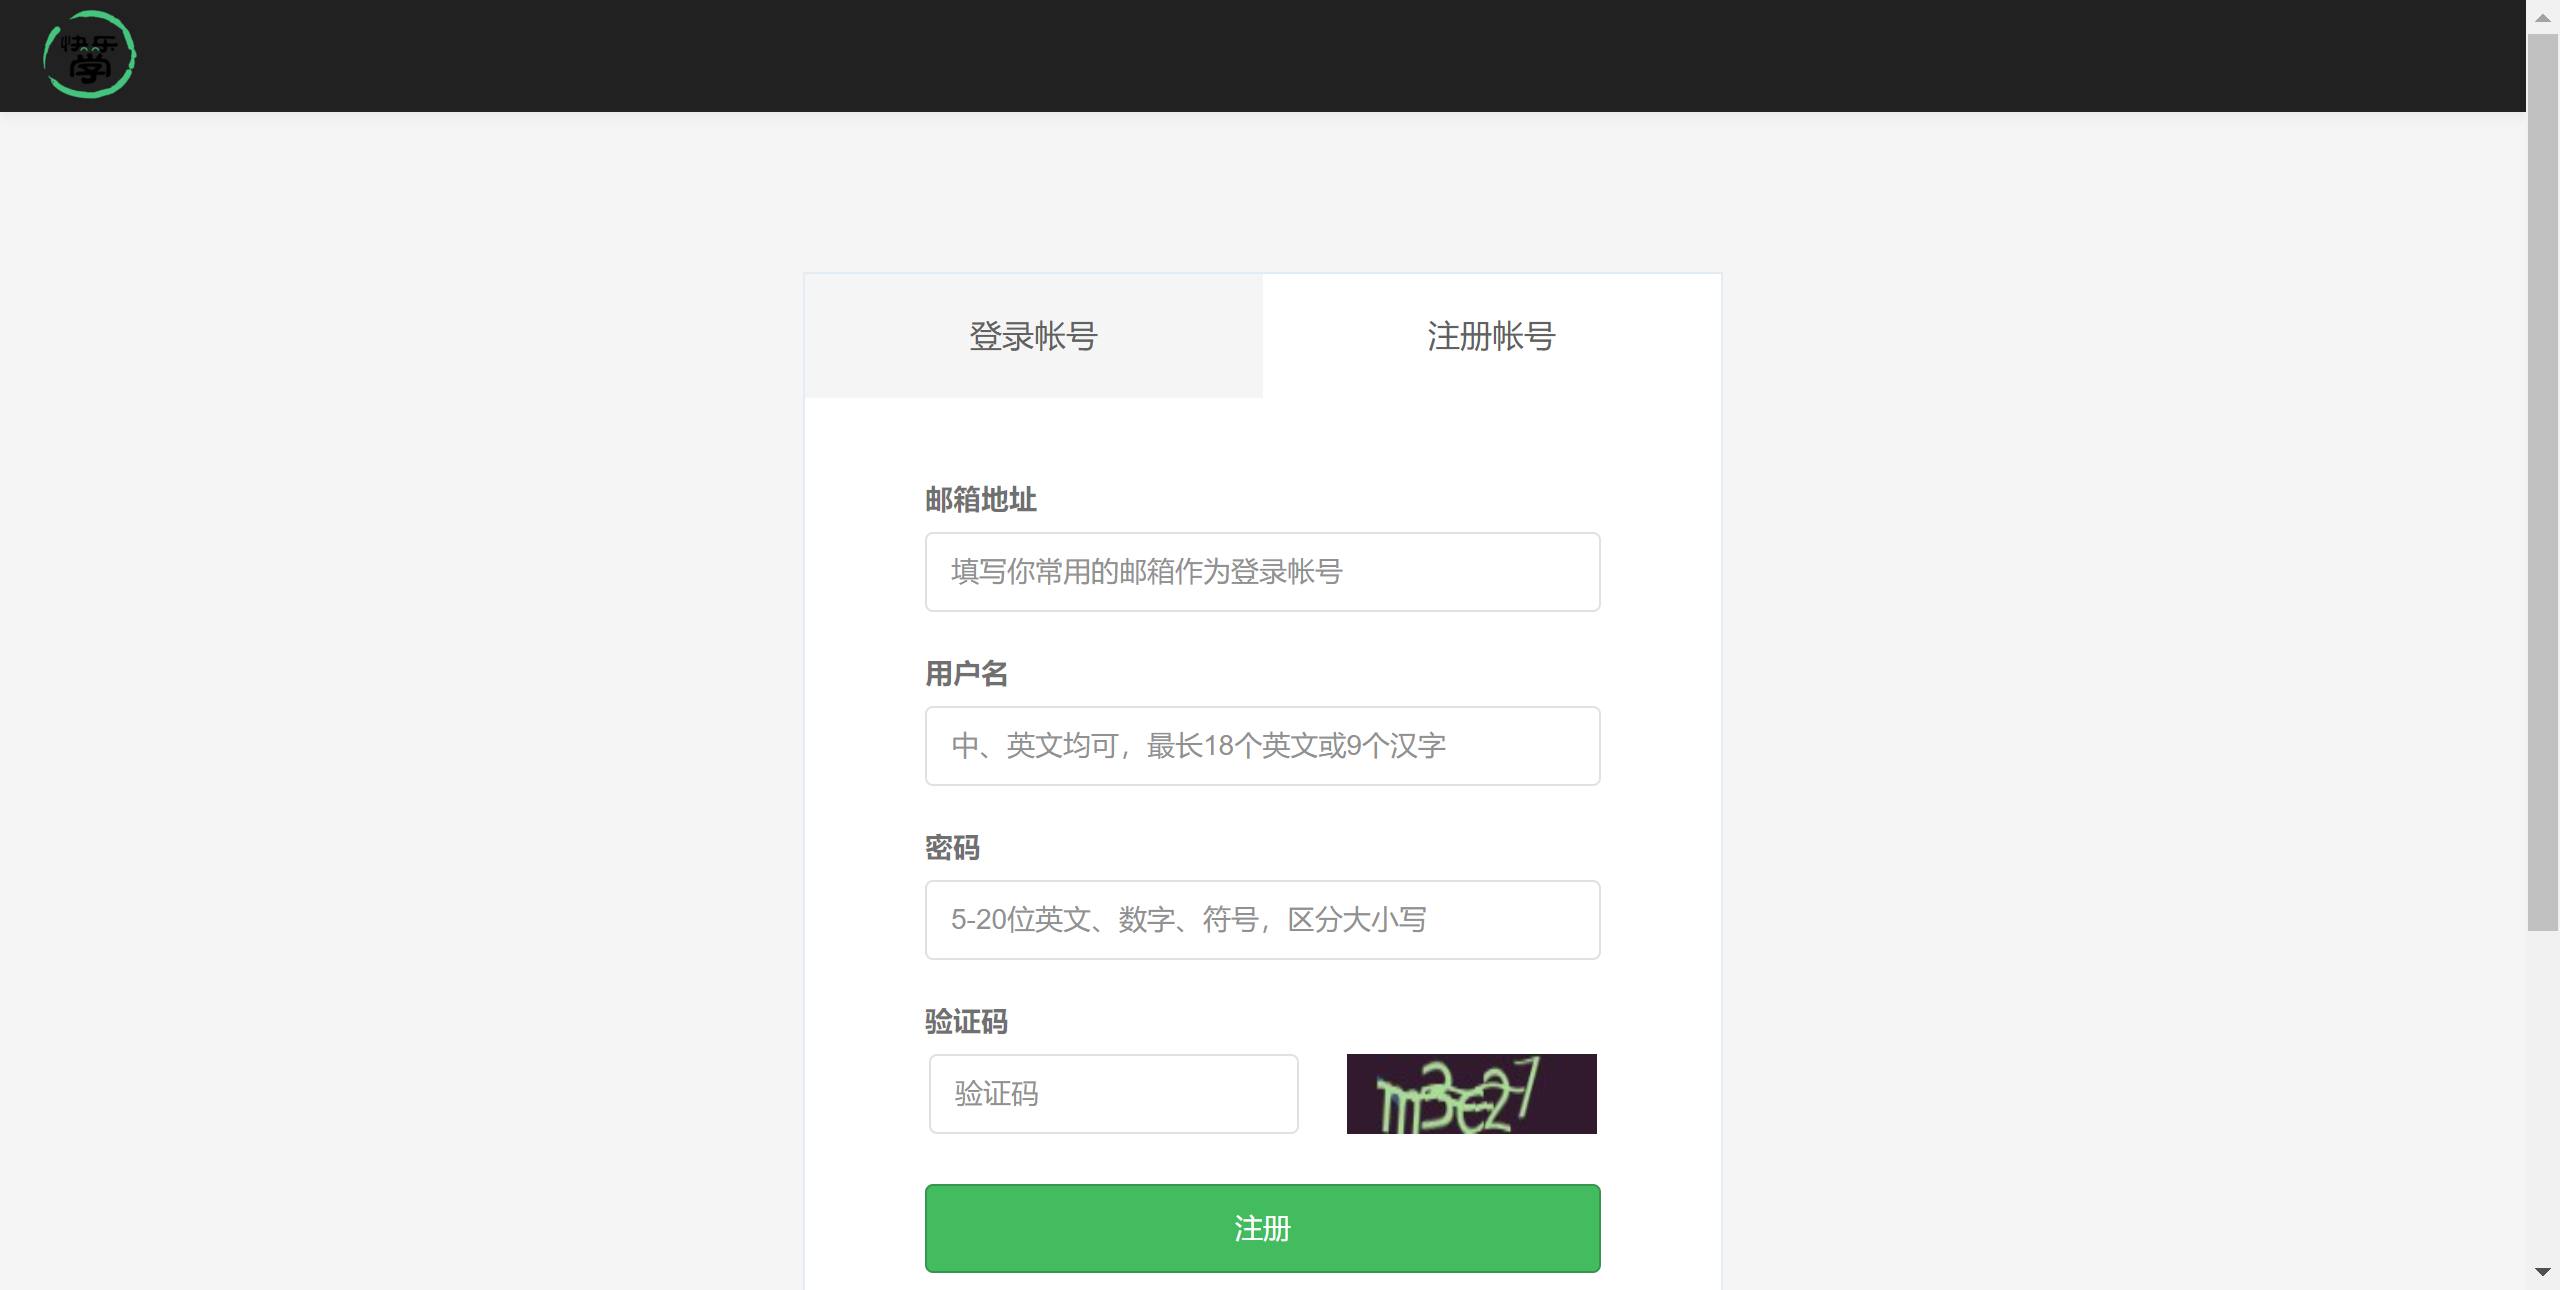 快乐
学
登录帐号
注册帐号
邮箱地址
填写你常用的邮箱作为登录帐号
用户名
中、英文均可，最长18个英文或9个汉字
密码
5-20位英文、数字、符号，区分大小写
验证码
验证码
注册